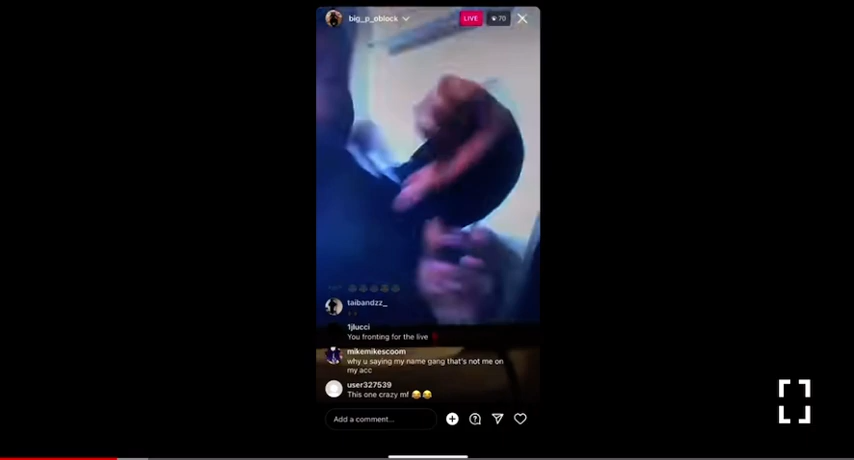 big_p_oblock
LIVE
70
taibandzz_
1jlucci
You fronting for the live
mikemikescoom
why u saying my name gang that's not me on
my acc
user327539
This one crazy mf 😂😂
Add a comment...